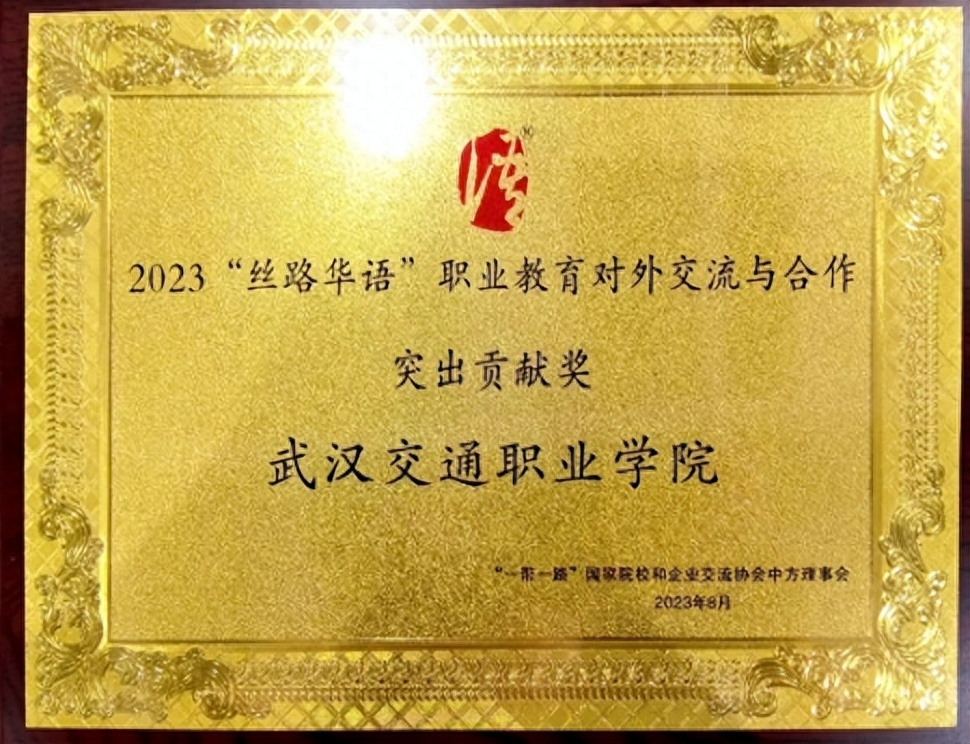 2023“丝路华语”职业教育对外交流与合作
突出贡献奖
武汉交通职业学院
“一带一路”国家院校和企业交流协会中方理事会
2023年8月